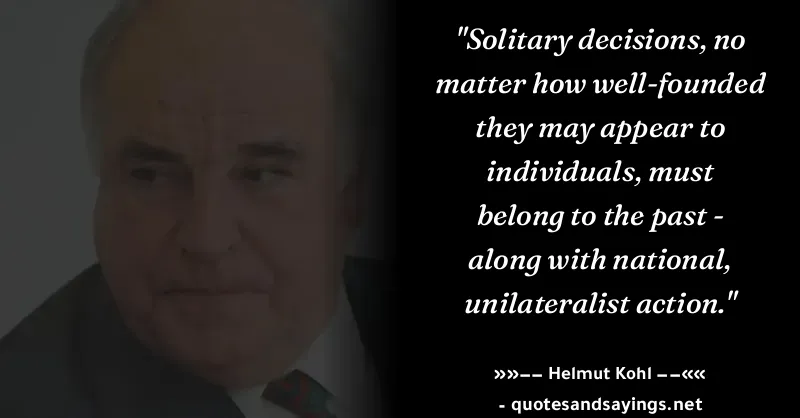 "Solitary decisions, no
matter how well-founded
they may appear to
individuals, must
belong to the past -
along with national,
unilateralist action."
»»–– Helmut Kohl ––««
- quotesandsayings.net